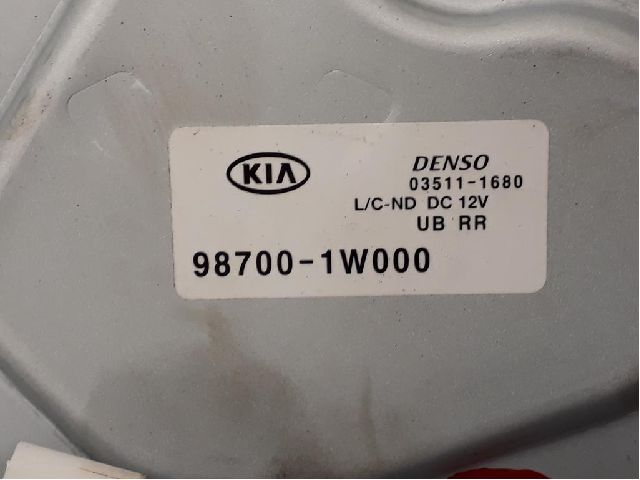 KIA
DENSO
03511-1680
L/C-ND DC 12V
UB RR
98700-1W000